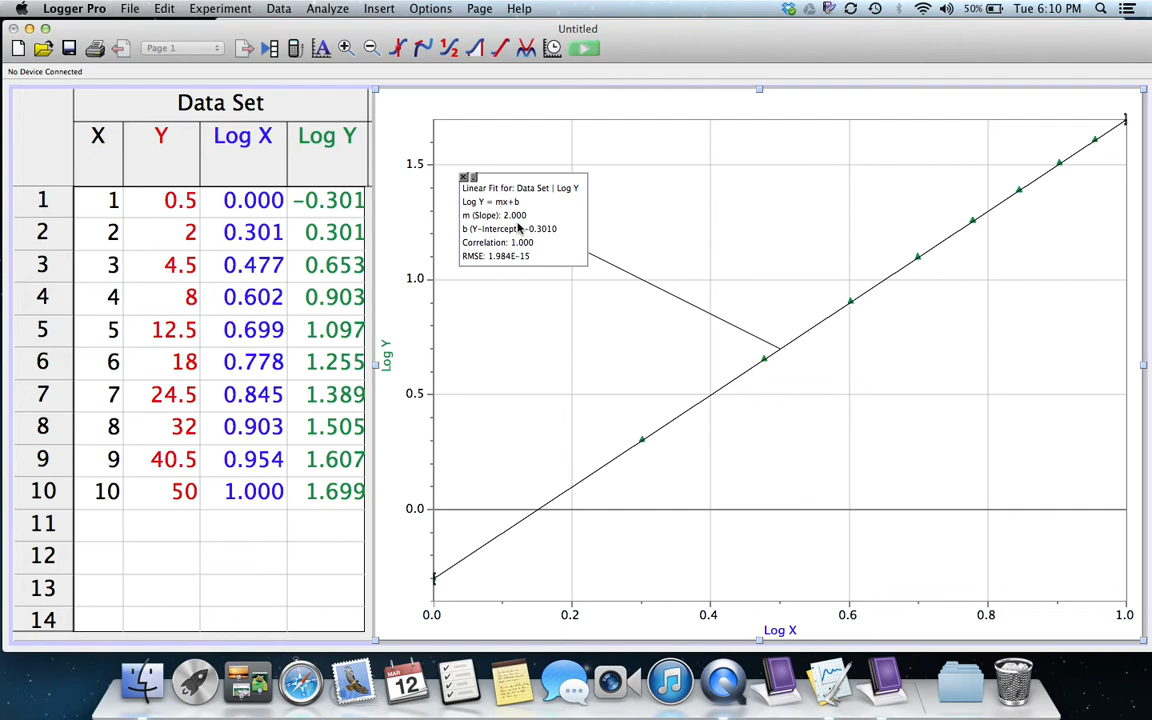 Logger Pro File Edit Experiment Data Analyze Insert Options Page Help 50% Tue 6:10 PM
Untitled
Page 1
No Device Connected
Data Set
X Y Log X Log Y
1 1 0.5 0.000 −0.301
2 2 2 0.301 0.301
3 3 4.5 0.477 0.653
4 4 8 0.602 0.903
5 5 12.5 0.699 1.097
6 6 18 0.778 1.255
7 7 24.5 0.845 1.389
8 8 32 0.903 1.505
9 9 40.5 0.954 1.607
10 10 50 1.000 1.699
11
12
13
14
1.5
1.0
0.5
0.0
Log Y
Linear Fit for: Data Set | Log Y
Log Y = mx+b
m (Slope): 2.000
b (Y-Intercept): -0.3010
Correlation: 1.000
RMSE: 1.984E-15
0.0 0.2 0.4 0.6 0.8 1.0
Log X
MAR
12